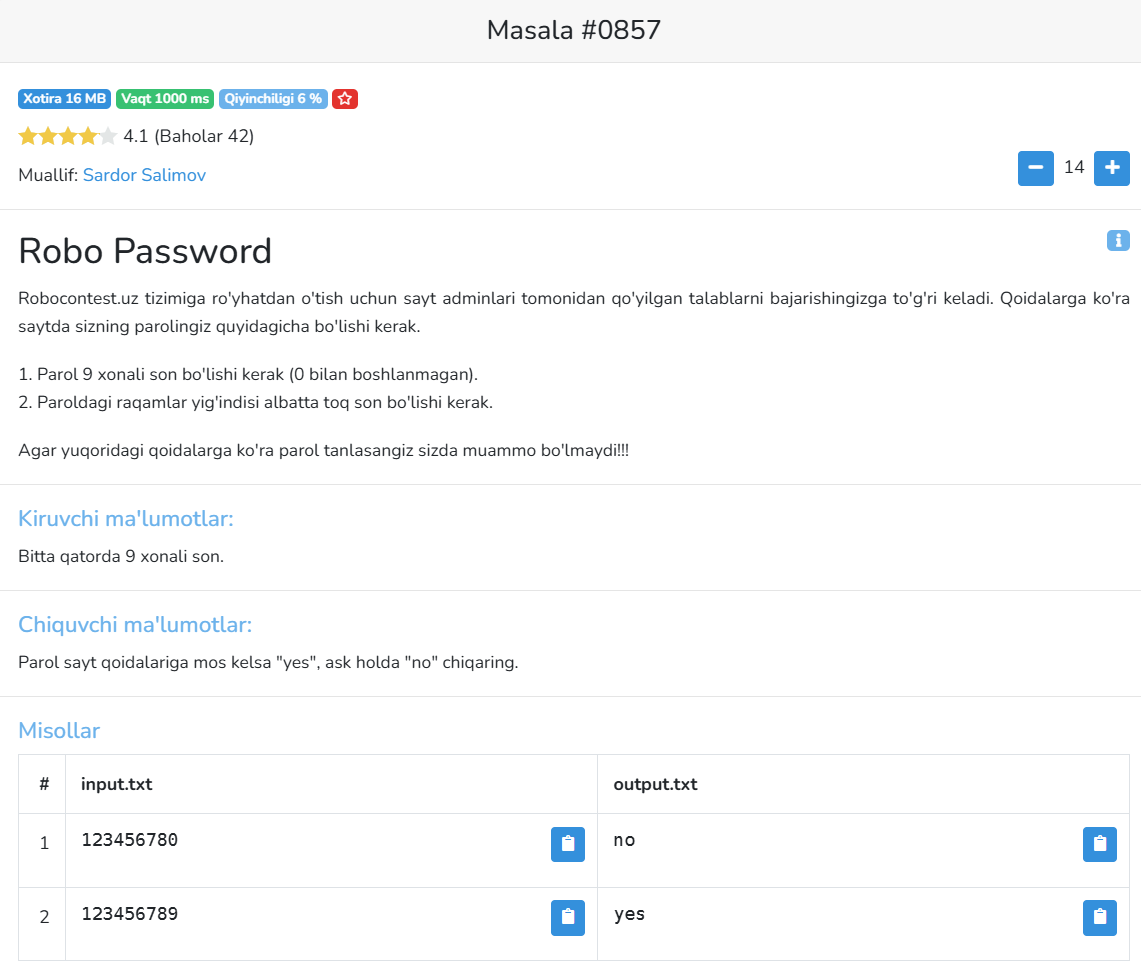 Masala #0857
Xotira 16 MB Vaqt 1000 ms Qiyinchiligi 6 %
4.1 (Baholar 42)
Muallif: Sardor Salimov
14
Robo Password
Robocontest.uz tizimiga ro'yhatdan o'tish uchun sayt adminlari tomonidan qo'yilgan talablarni bajarishingizga to'g'ri keladi. Qoidalarga ko'ra
saytda sizning parolingiz quyidagicha bo'lishi kerak.
1. Parol 9 xonali son bo'lishi kerak (0 bilan boshlanmagan).
2. Paroldagi raqamlar yig'indisi albatta toq son bo'lishi kerak.
Agar yuqoridagi qoidalarga ko'ra parol tanlasangiz sizda muammo bo'lmaydi!!!
Kiruvchi ma'lumotlar:
Bitta qatorda 9 xonali son.
Chiquvchi ma'lumotlar:
Parol sayt qoidalariga mos kelsa "yes", ask holda "no" chiqaring.
Misollar
# input.txt output.txt
1 123456780 no
2 123456789 yes